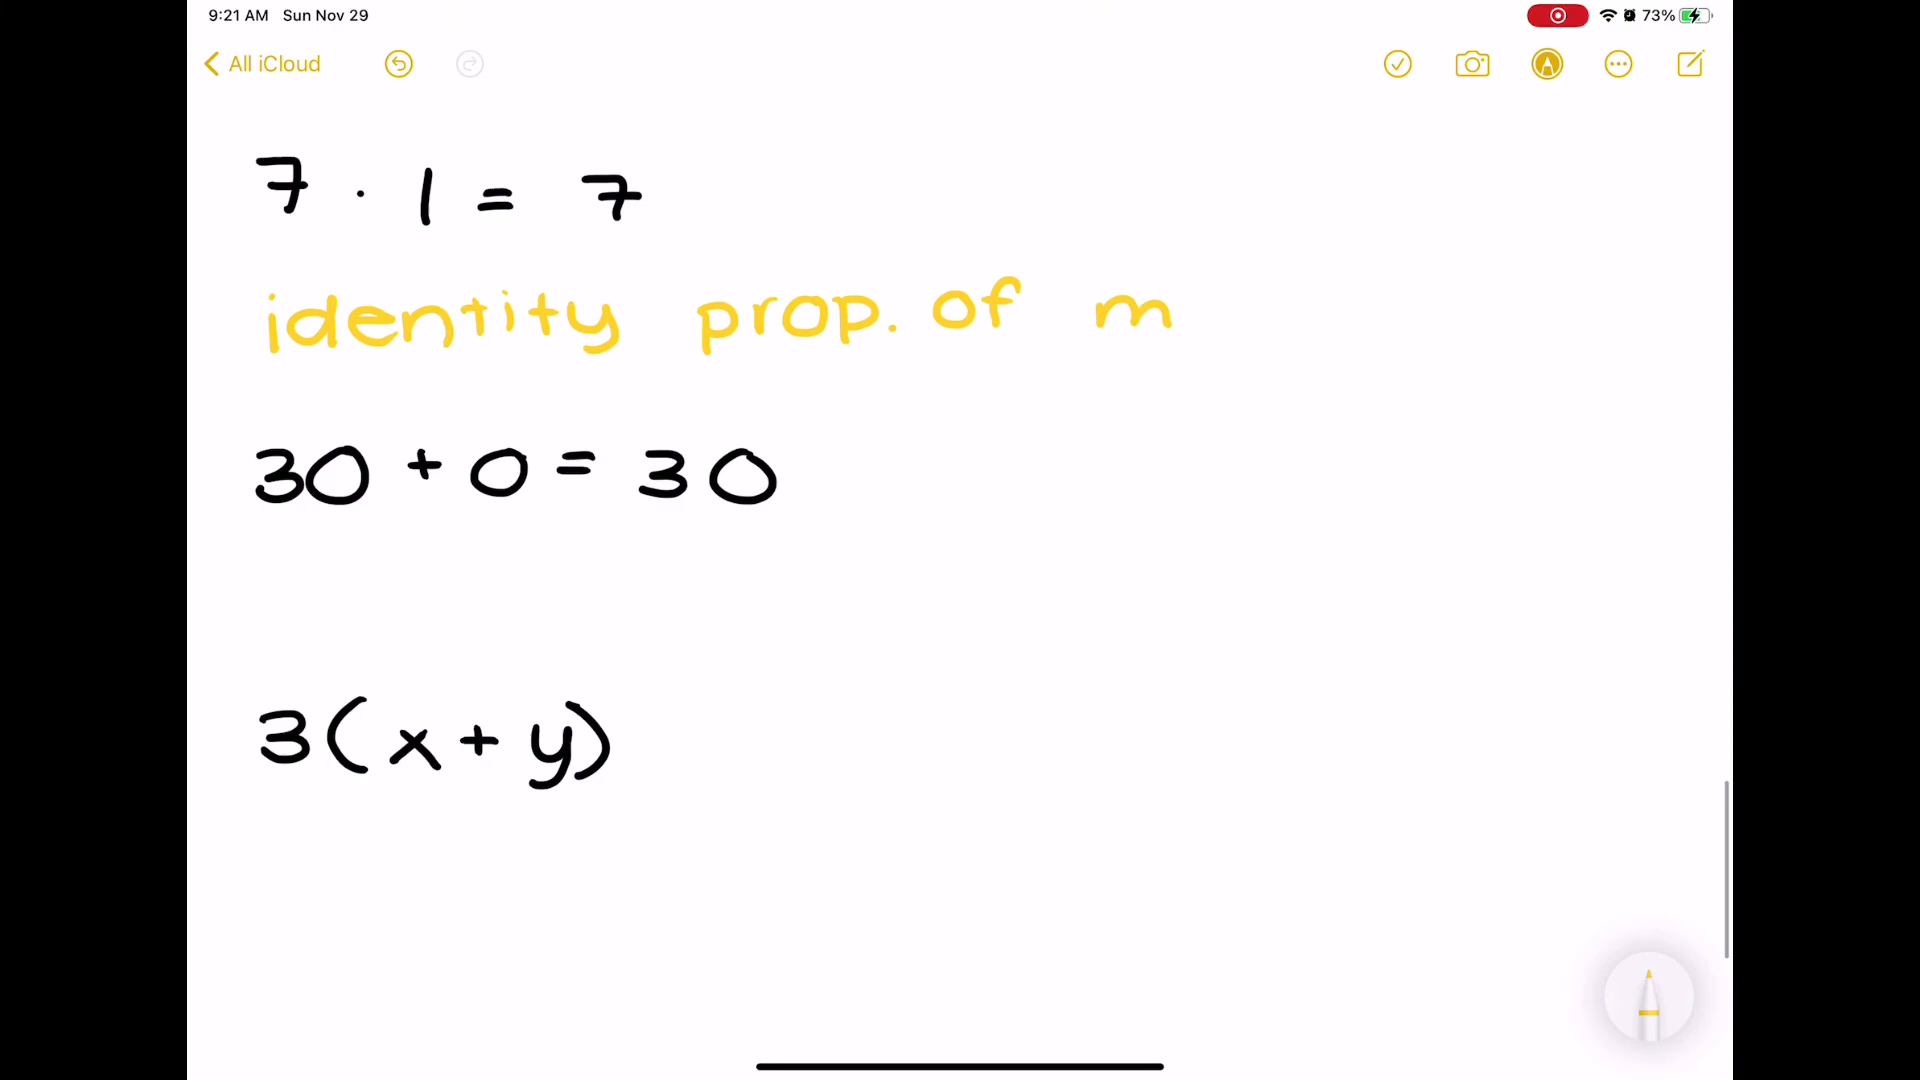 9:21 AM Sun Nov 29 73%
All iCloud
7 · 1 = 7
identity prop. of m
30 + 0 = 30
3(x + y)